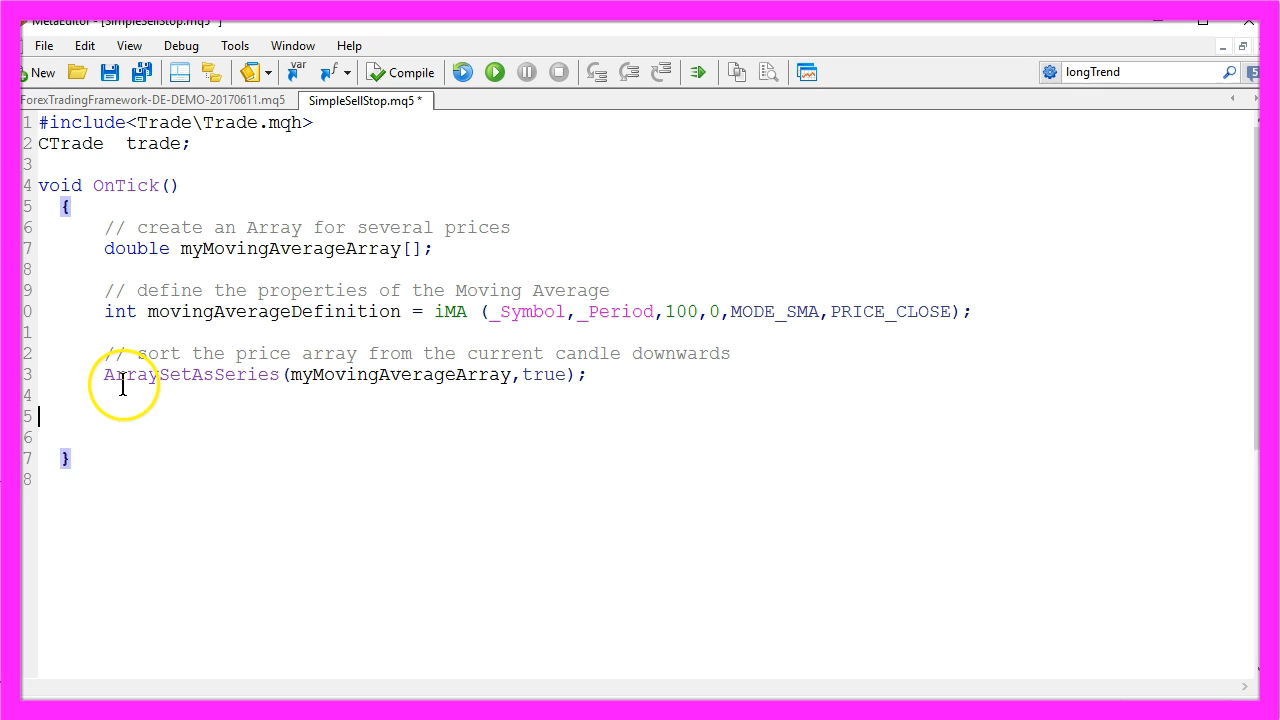 MetaEditor - [SimpleSellStop.mq5 *]
File Edit View Debug Tools Window Help
New var Compile longTrend 5
ForexTradingFramework-DE-DEMO-20170611.mq5 SimpleSellStop.mq5 *
1 #include<Trade\Trade.mqh>
2 CTrade  trade;
3
4 void OnTick()
5 {
6 // create an Array for several prices
7 double myMovingAverageArray[];
8
9 // define the properties of the Moving Average
0 int movingAverageDefinition = iMA (_Symbol,_Period,100,0,MODE_SMA,PRICE_CLOSE);
1
2 // sort the price array from the current candle downwards
3 ArraySetAsSeries(myMovingAverageArray,true);
4
5
6
7 }
8